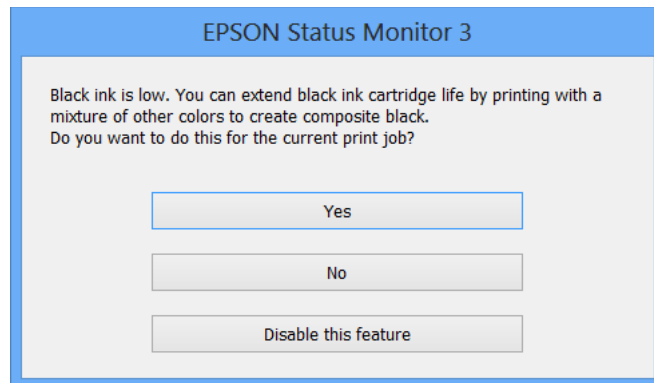 EPSON Status Monitor 3
Black ink is low. You can extend black ink cartridge life by printing with a
mixture of other colors to create composite black.
Do you want to do this for the current print job?
Yes
No
Disable this feature